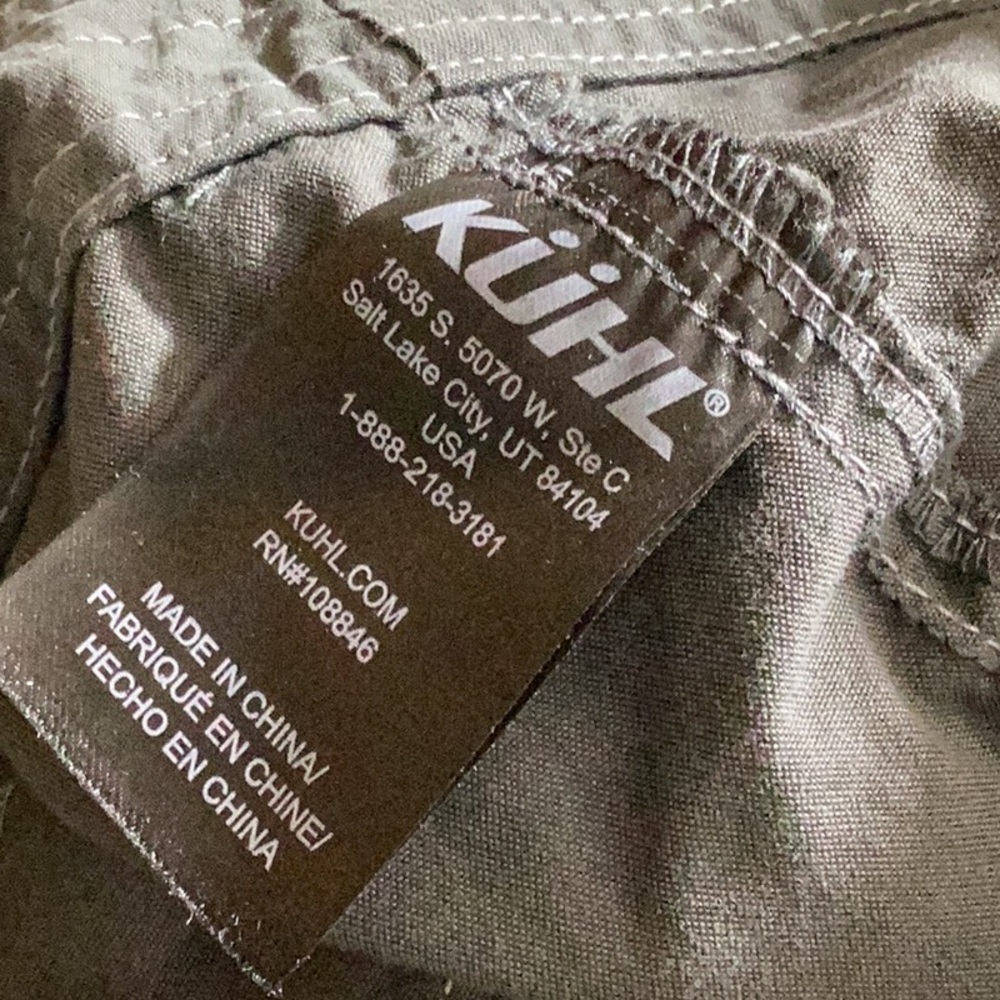 KÜHL®
1635 S. 5070 W, Ste C
Salt Lake City, UT 84104
USA
1-888-218-3181
KUHL.COM
RN#108846
MADE IN CHINA/
FABRIQUÉ EN CHINE/
HECHO EN CHINA